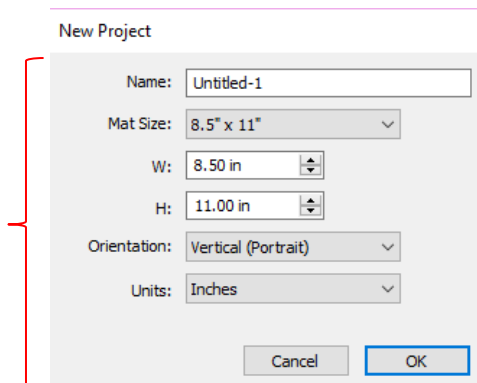 New Project
Name: Untitled-1
Mat Size: 8.5" x 11"
W: 8.50 in
H: 11.00 in
Orientation: Vertical (Portrait)
Units: Inches
Cancel OK